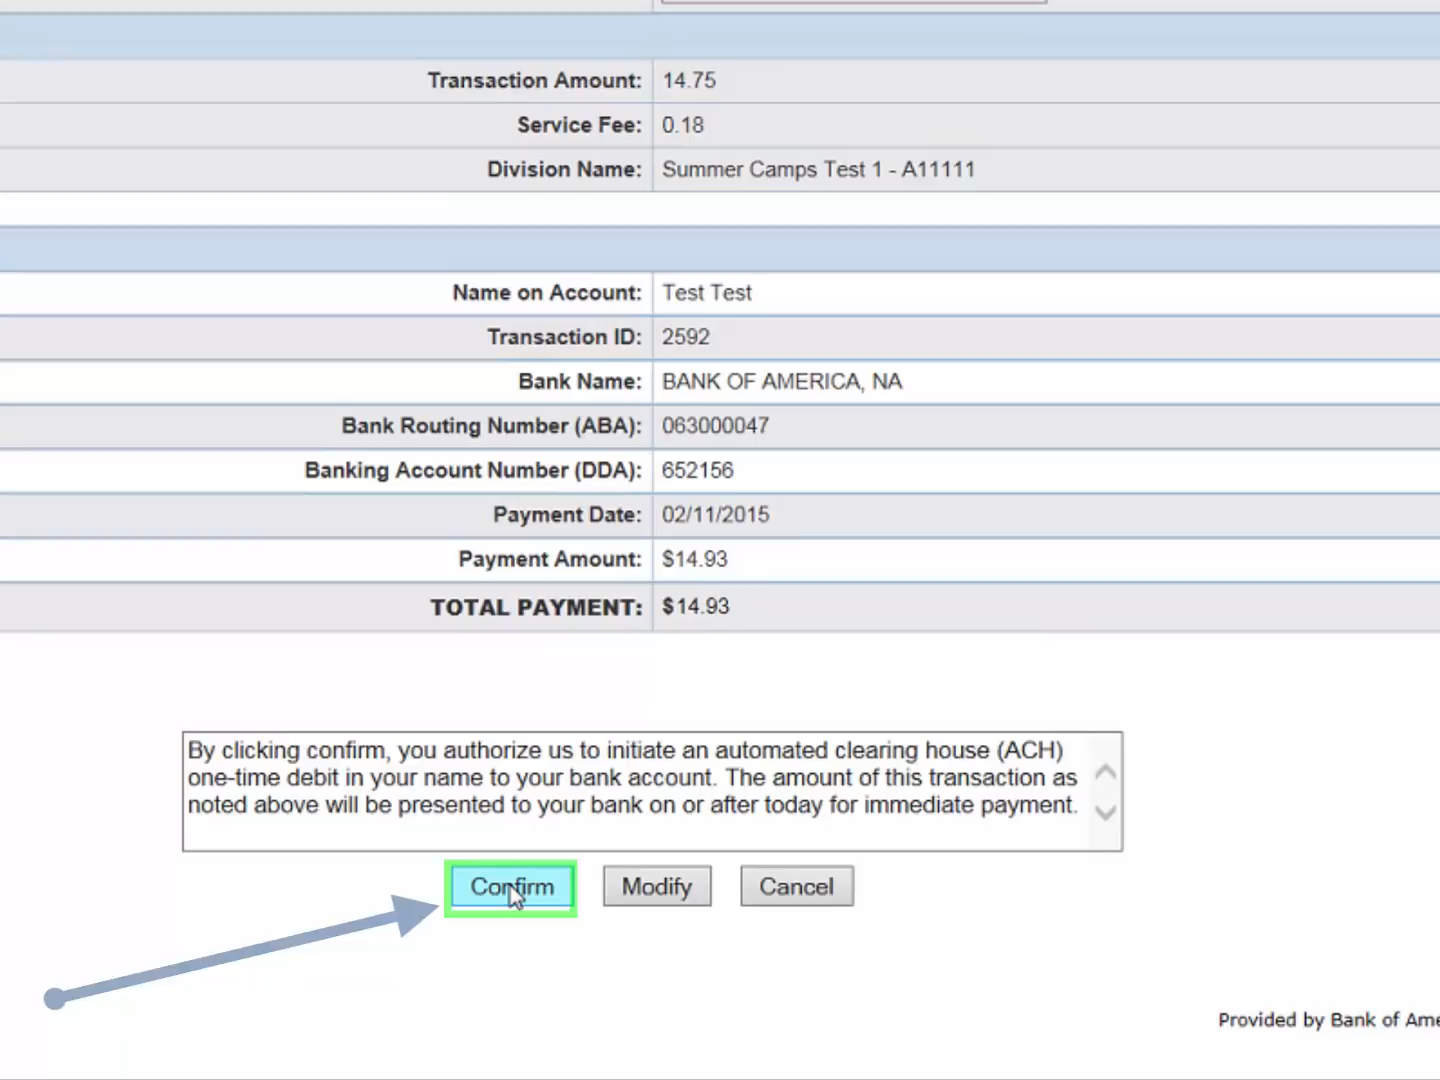 Transaction Amount: 14.75
Service Fee: 0.18
Division Name: Summer Camps Test 1 - A11111
Name on Account: Test Test
Transaction ID: 2592
Bank Name: BANK OF AMERICA, NA
Bank Routing Number (ABA): 063000047
Banking Account Number (DDA): 652156
Payment Date: 02/11/2015
Payment Amount: $14.93
TOTAL PAYMENT: $14.93
By clicking confirm, you authorize us to initiate an automated clearing house (ACH)
one-time debit in your name to your bank account. The amount of this transaction as
noted above will be presented to your bank on or after today for immediate payment.
Confirm Modify Cancel
Provided by Bank of Ame